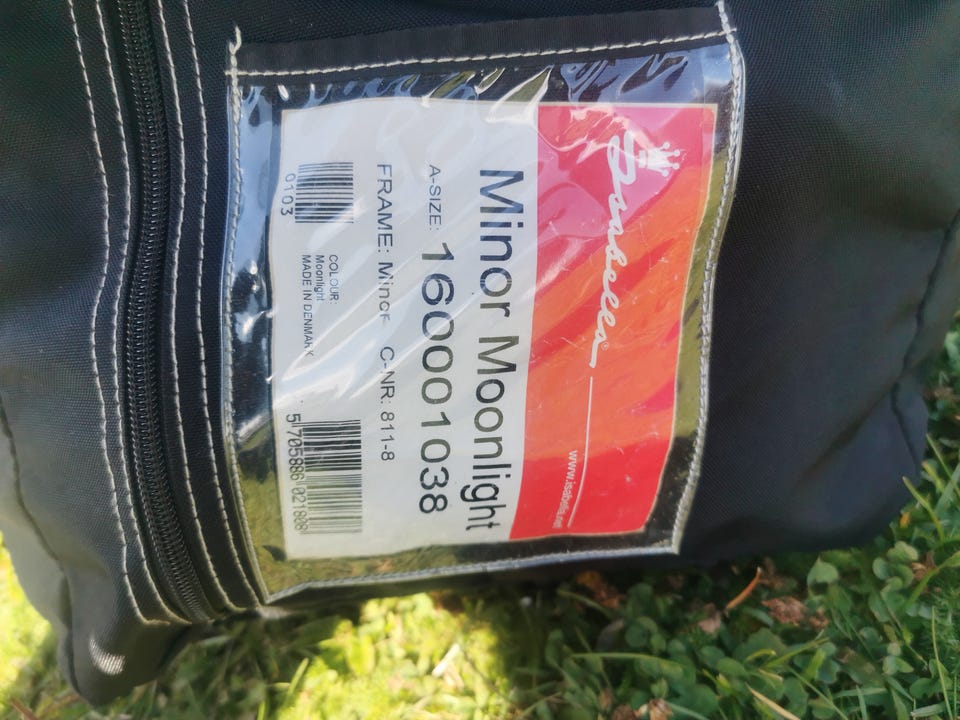 Isabella®
www.isabella.net
Minor Moonlight
A-SIZE: 1600001038
FRAME: Minor C-NR: 811-8
COLOUR:
Moonlight
MADE IN DENMARK
0103
5 705886 021808